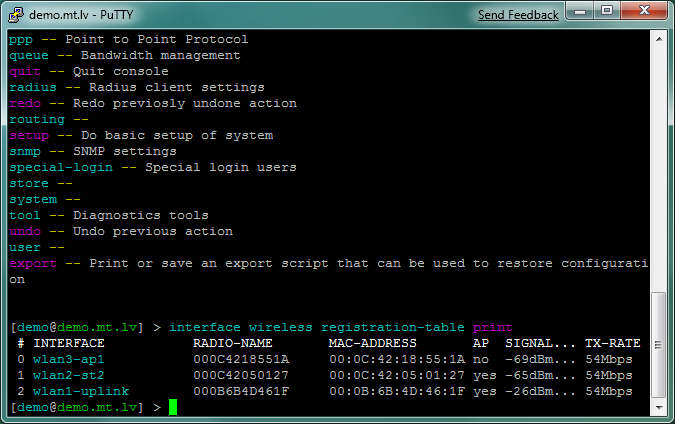 demo.mt.lv - PuTTY
Send Feedback
ppp -- Point to Point Protocol
queue -- Bandwidth management
quit -- Quit console
radius -- Radius client settings
redo -- Redo previosly undone action
routing --
setup -- Do basic setup of system
snmp -- SNMP settings
special-login -- Special login users
store --
system --
tool -- Diagnostics tools
undo -- Undo previous action
user --
export -- Print or save an export script that can be used to restore configurati
on
[demo@demo.mt.lv] > interface wireless registration-table print
# INTERFACE RADIO-NAME MAC-ADDRESS AP SIGNAL... TX-RATE
0 wlan3-ap1 000C4218551A 00:0C:42:18:55:1A no -69dBm... 54Mbps
1 wlan2-st2 000C42050127 00:0C:42:05:01:27 yes -65dBm... 54Mbps
2 wlan1-uplink 000B6B4D461F 00:0B:6B:4D:46:1F yes -26dBm... 54Mbps
[demo@demo.mt.lv] >